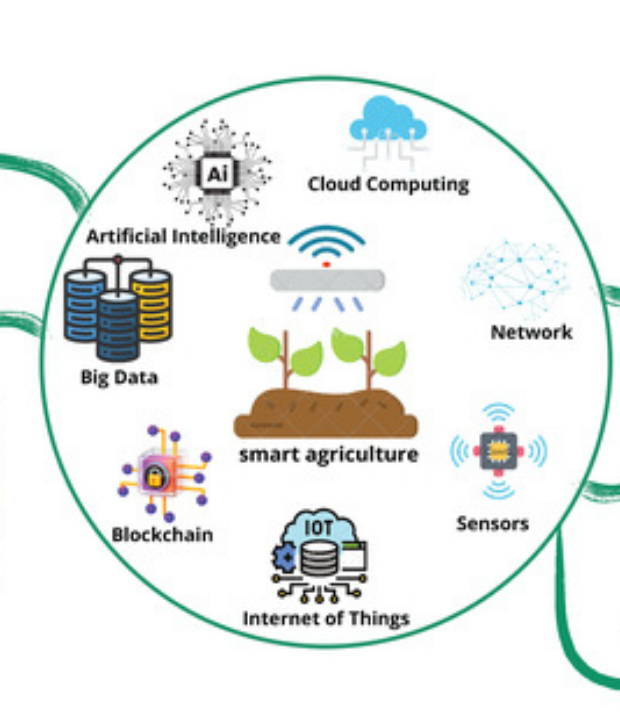 Ai
Cloud Computing
Artificial Intelligence
Network
Big Data
smart agriculture
Sensors
Blockchain
IOT
Internet of Things